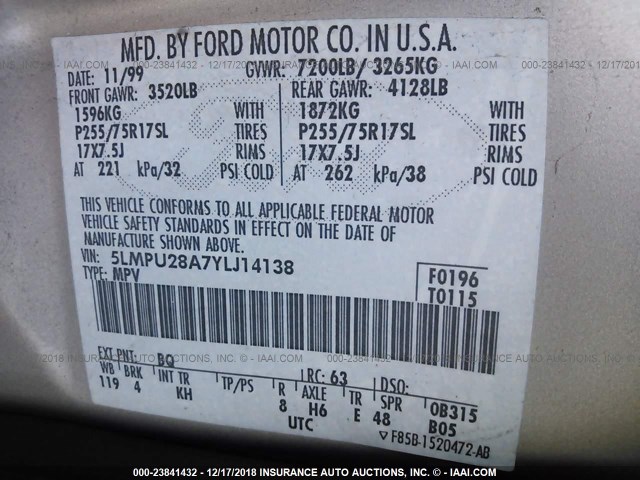 MFD. BY FORD MOTOR CO. IN U.S.A.
DATE: 11/99 GVWR: 7200LB/ 3265KG
FRONT GAWR: 3520LB REAR GAWR: 4128LB
1596KG WITH 1872KG WITH
P255/75R17SL TIRES P255/75R17SL TIRES
17X7.5J RIMS 17X7.5J RIMS
AT 221 kPa/32 PSI COLD AT 262 kPa/38 PSI COLD
THIS VEHICLE CONFORMS TO ALL APPLICABLE FEDERAL MOTOR
VEHICLE SAFETY STANDARDS IN EFFECT ON THE DATE OF
MANUFACTURE SHOWN ABOVE.
VIN: 5LMPU28A7YLJ14138
TYPE: MPV
F0196
T0115
EXT PNT: BQ RC: 63 DSO:
WB BRK INT TR TP/PS R AXLE TR SPR
119 4 KH 8 H6 E 48 0B315
UTC B05
▽F85B-1520472-AB
000-23841432 - 12/17/2018 INSURANCE AUTO AUCTIONS, INC. - IAAI.COM